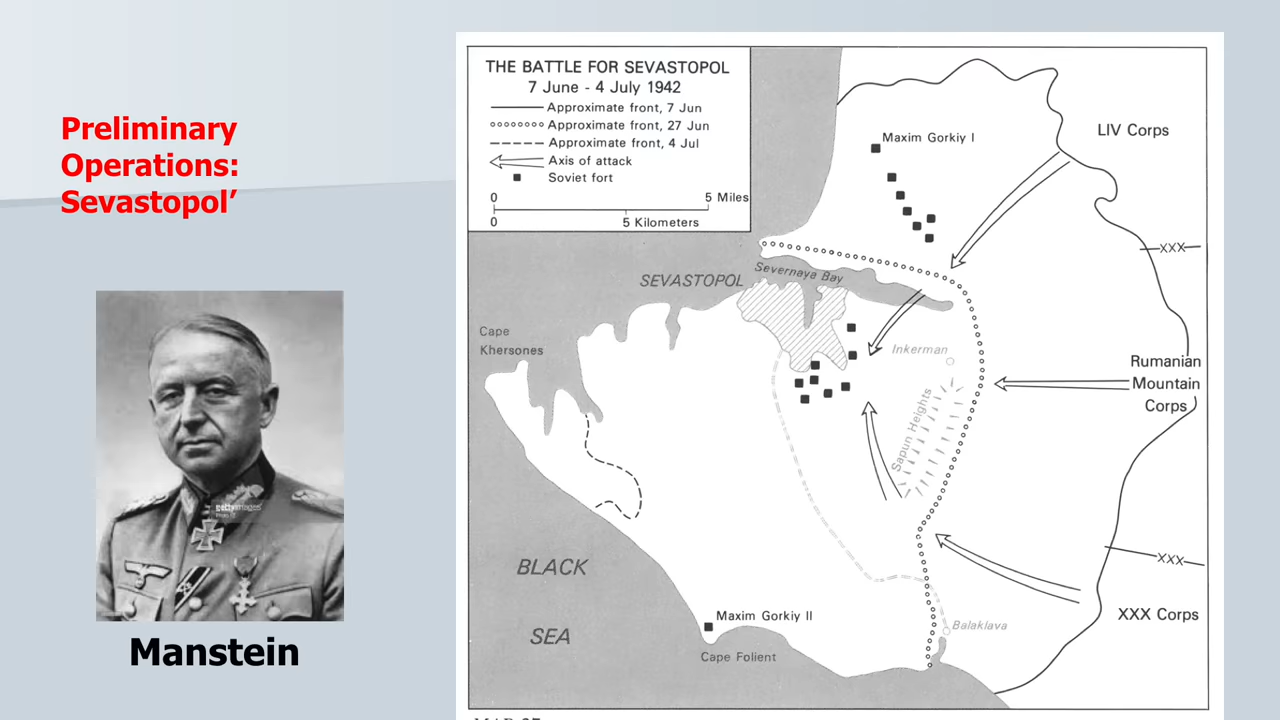 Preliminary
Operations:
Sevastopol’
gettyimages
Manstein
THE BATTLE FOR SEVASTOPOL
7 June - 4 July 1942
Approximate front, 7 Jun
Approximate front, 27 Jun
Approximate front, 4 Jul
Axis of attack
Soviet fort
0 5 Miles
0 5 Kilometers
Maxim Gorkiy I
LIV Corps
XXX
Severnaya Bay
SEVASTOPOL
Cape
Khersones
Inkerman
Rumanian
Mountain
Corps
Sapun Heights
XXX
BLACK
SEA
Maxim Gorkiy II
XXX Corps
Balaklava
Cape Folient